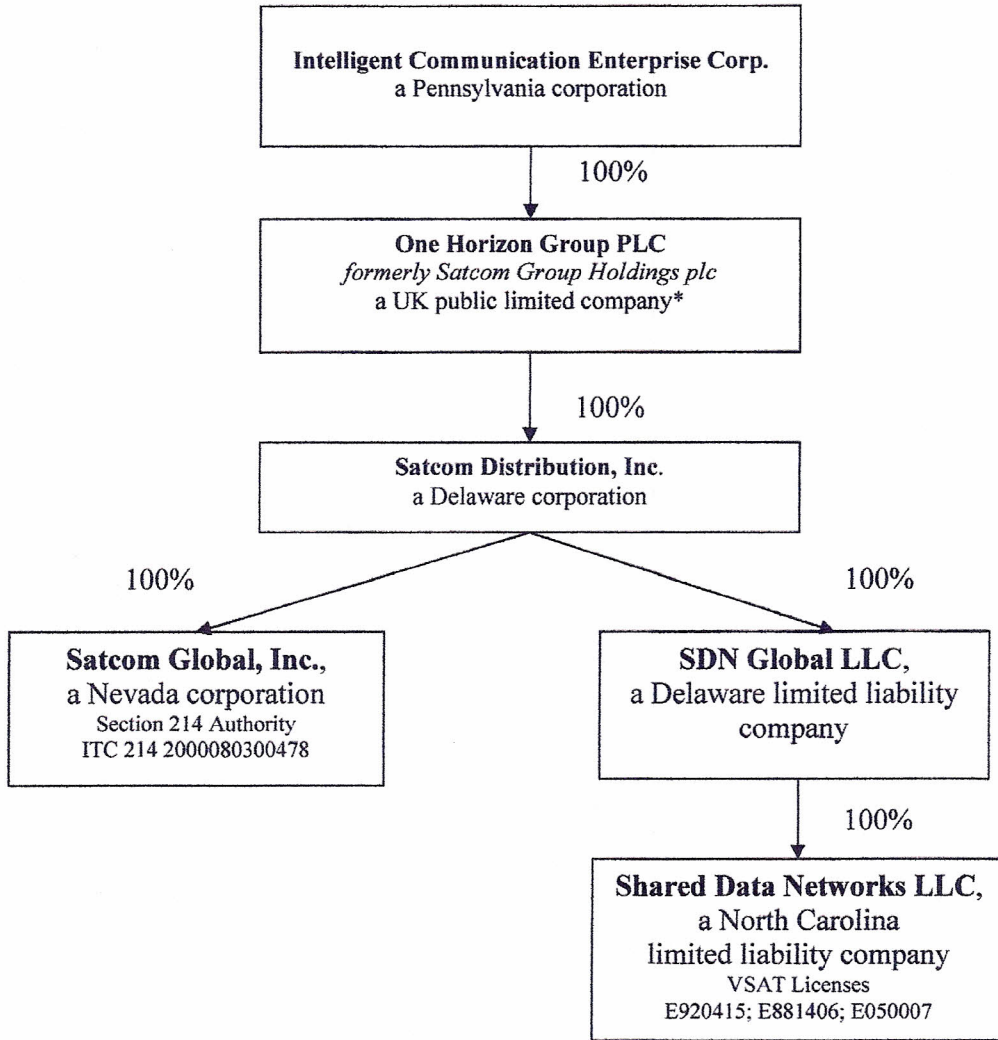 Intelligent Communication Enterprise Corp.
a Pennsylvania corporation
100%
One Horizon Group PLC
formerly Satcom Group Holdings plc
a UK public limited company*
100%
Satcom Distribution, Inc.
a Delaware corporation
100%
100%
Satcom Global, Inc.,
a Nevada corporation
Section 214 Authority
ITC 214 2000080300478
SDN Global LLC,
a Delaware limited liability
company
100%
Shared Data Networks LLC,
a North Carolina
limited liability company
VSAT Licenses
E920415; E881406; E050007